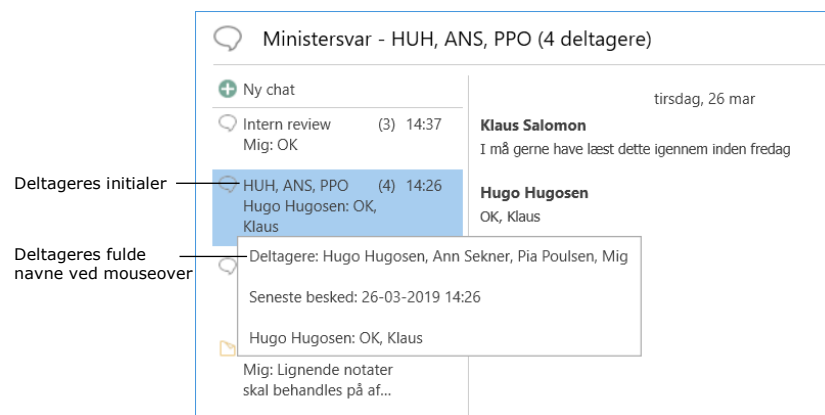 Ministersvar - HUH, ANS, PPO (4 deltagere)
Ny chat
Intern review (3) 14:37
Mig: OK
Deltageres initialer
HUH, ANS, PPO (4) 14:26
Hugo Hugosen: OK,
Klaus
Deltageres fulde
navne ved mouseover
Deltagere: Hugo Hugosen, Ann Sekner, Pia Poulsen, Mig
Seneste besked: 26-03-2019 14:26
Hugo Hugosen: OK, Klaus
Mig: Lignende notater
skal behandles på af...
tirsdag, 26 mar
Klaus Salomon
I må gerne have læst dette igennem inden fredag
Hugo Hugosen
OK, Klaus